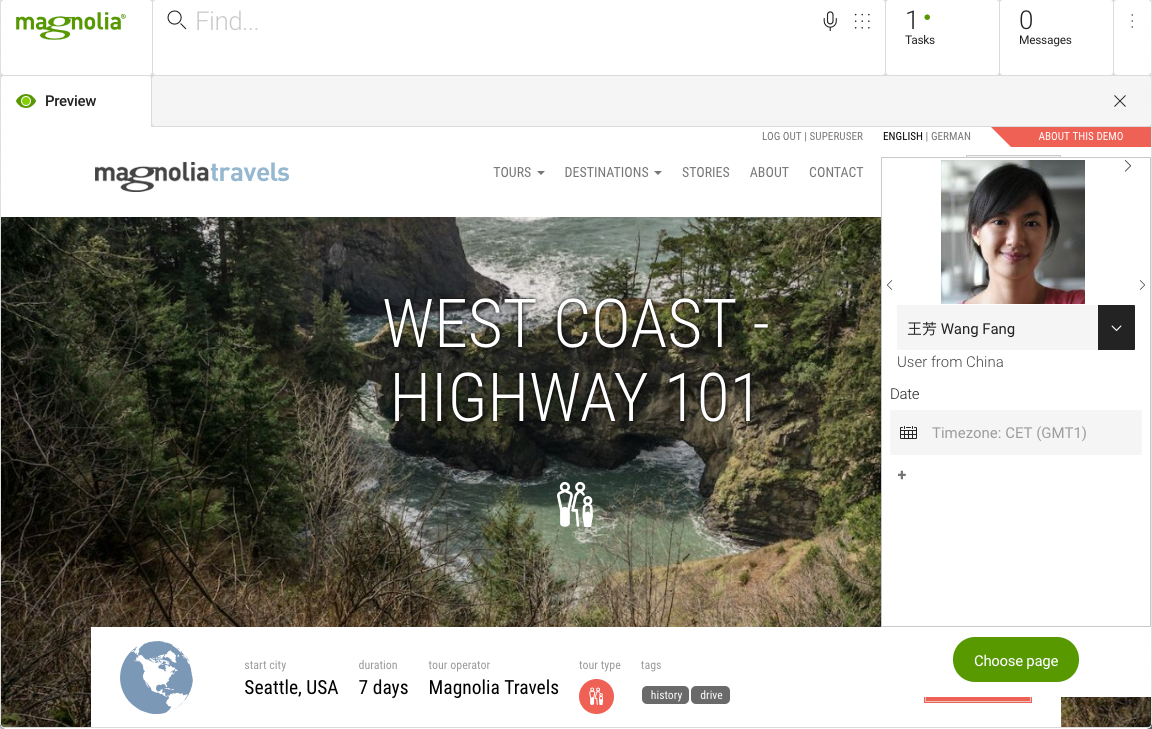 magnolia®
Find...
1
Tasks
0
Messages
Preview
LOG OUT | SUPERUSER
ENGLISH | GERMAN
ABOUT THIS DEMO
magnoliatravels
TOURS
DESTINATIONS
STORIES
ABOUT
CONTACT
王芳 Wang Fang
User from China
Date
Timezone: CET (GMT1)
+
WEST COAST -
HIGHWAY 101
start city
Seattle, USA
duration
7 days
tour operator
Magnolia Travels
tour type
tags
history
drive
Choose page